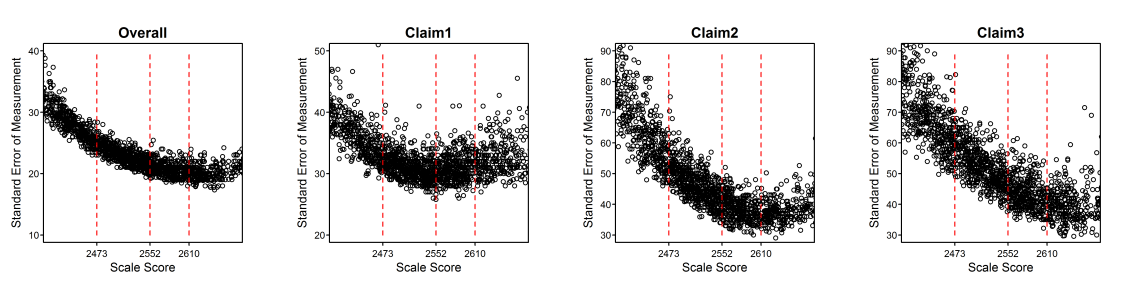 Overall
Standard Error of Measurement
40
30
20
10
2473 2552 2610
Scale Score
Claim1
Standard Error of Measurement
50
40
30
20
2473 2552 2610
Scale Score
Claim2
Standard Error of Measurement
90
80
70
60
50
40
30
2473 2552 2610
Scale Score
Claim3
Standard Error of Measurement
90
80
70
60
50
40
30
2473 2552 2610
Scale Score